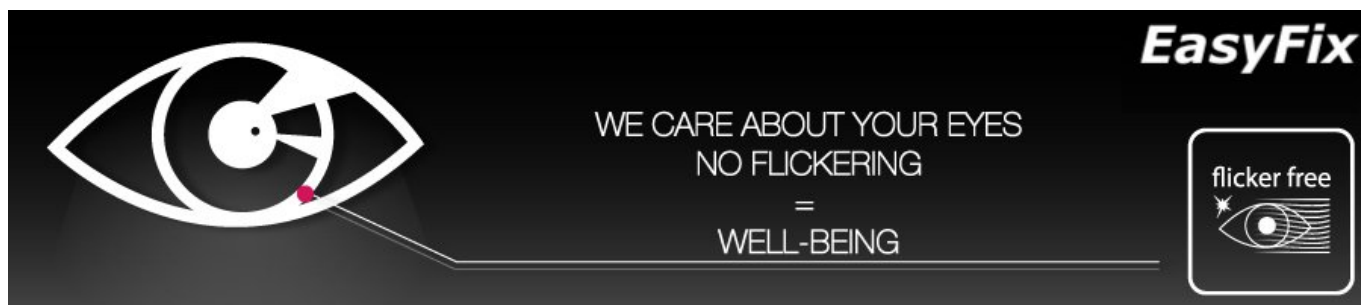 EasyFix
WE CARE ABOUT YOUR EYES
NO FLICKERING
=
WELL-BEING
flicker free